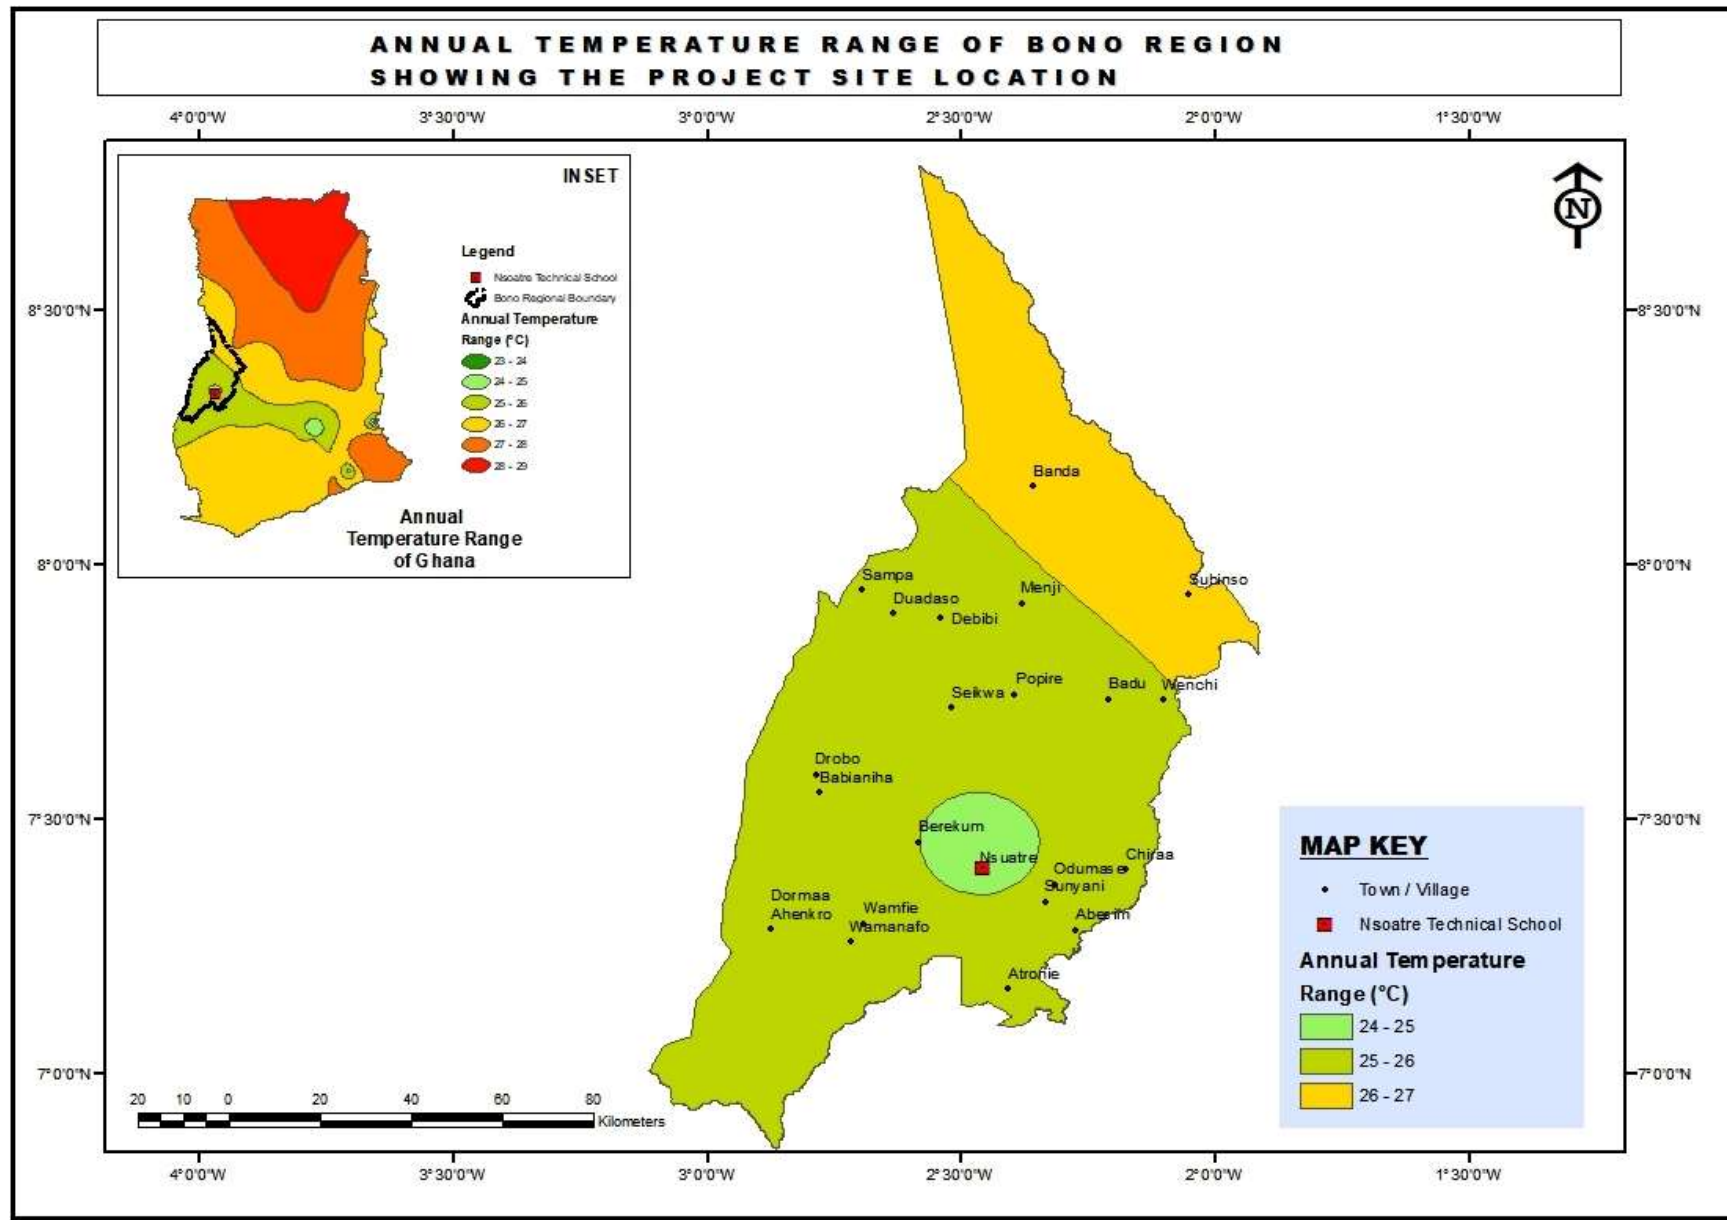 ANNUAL TEMPERATURE RANGE OF BONO REGION
SHOWING THE PROJECT SITE LOCATION
4°0'0"W
3°30'0"W
3°0'0"W
2°30'0"W
2°0'0"W
1°30'0"W
INSET
N
Legend
Nsoatre Technical School
Bono Regional Boundary
Annual Temperature
Range (°C)
23 - 24
24 - 25
25 - 26
26 - 27
27 - 28
28 - 29
Annual
Temperature Range
of Ghana
8°30'0"N
8°30'0"N
8°0'0"N
8°0'0"N
7°30'0"N
7°30'0"N
7°0'0"N
7°0'0"N
Banda
Subinso
Sampa
Menji
Duadaso
Debibi
Popire
Badu
Wenchi
Seikwa
Drobo
Babianiha
Berekum
Nsuatre
Chiraa
Odumase
Sunyani
Dormaa
Ahenkro
Wamfie
Wamanafo
Abesim
Atronie
MAP KEY
Town / Village
Nsoatre Technical School
Annual Temperature
Range (°C)
24 - 25
25 - 26
26 - 27
20 10 0 20 40 60 80
Kilometers
4°0'0"W
3°30'0"W
3°0'0"W
2°30'0"W
2°0'0"W
1°30'0"W